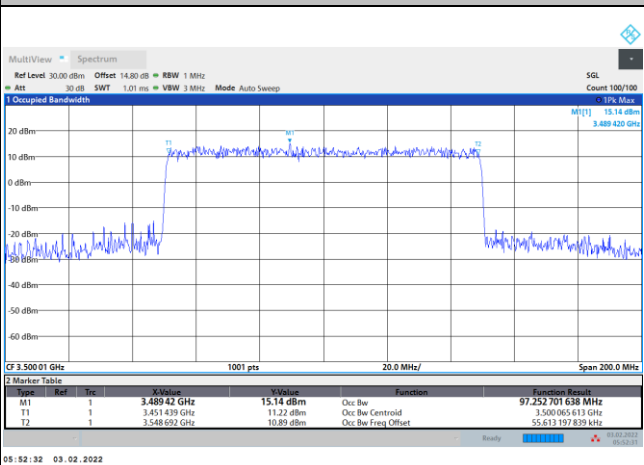 MultiView Spectrum
Ref Level 30.00 dBm Offset 14.80 dB RBW 1 MHz SGL
Att 30 dB SWT 1.01 ms VBW 3 MHz Mode Auto Sweep Count 100/100
1 Occupied Bandwidth 1Pk Max
M1[1] 15.14 dBm
3.489 420 GHz
20 dBm
T1
M1
T2
10 dBm
0 dBm
-10 dBm
-20 dBm
-30 dBm
-40 dBm
-50 dBm
-60 dBm
CF 3.500 01 GHz 1001 pts 20.0 MHz/ Span 200.0 MHz
2 Marker Table
Type Ref Trc X-Value Y-Value Function Function Result
M1 1 3.489 42 GHz 15.14 dBm Occ Bw 97.252 701 638 MHz
T1 1 3.451 439 GHz 11.22 dBm Occ Bw Centroid 3.500 065 613 GHz
T2 1 3.548 692 GHz 10.89 dBm Occ Bw Freq Offset 55.613 197 839 kHz
Ready 03.02.2022
05:52:31
05:52:32 03.02.2022